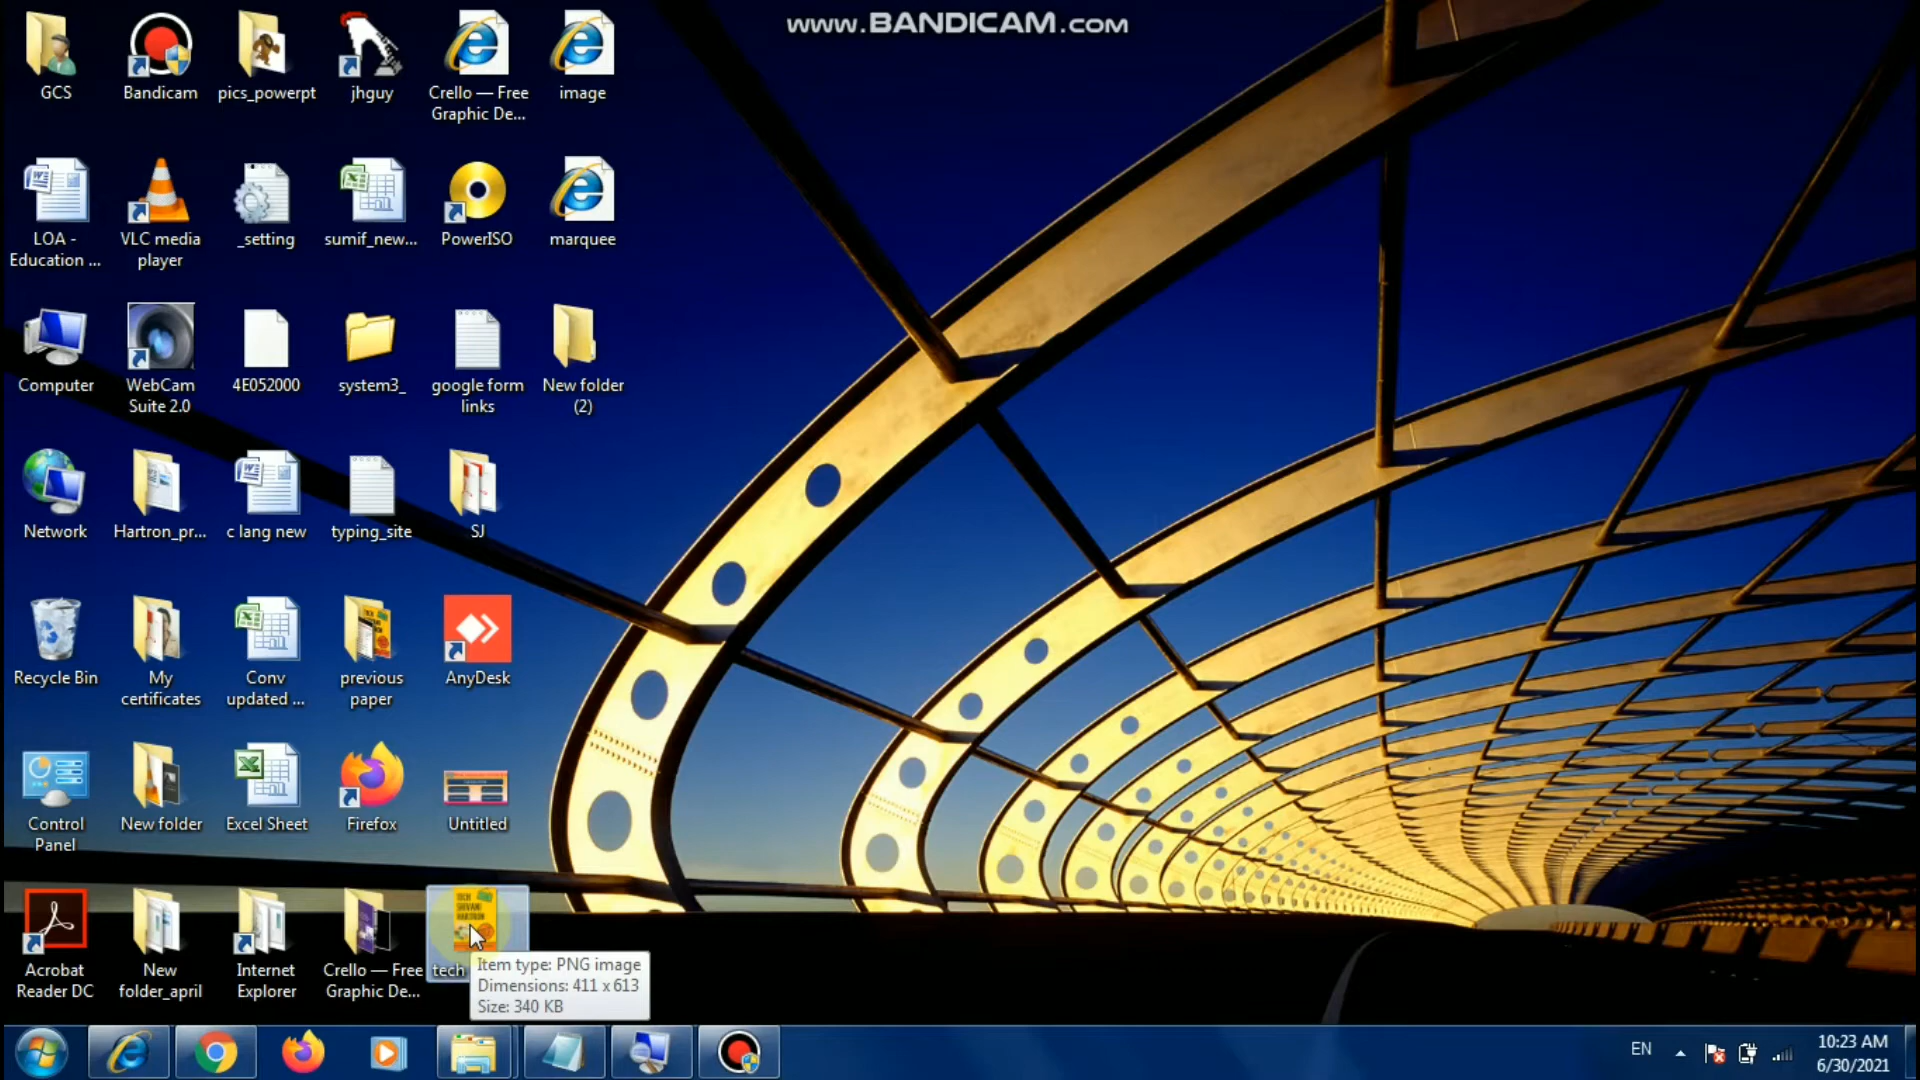 www.BANDICAM.com
GCS
Bandicam
pics_powerpt
jhguy
Crello — Free
Graphic De...
image
LOA -
Education ...
VLC media
player
_setting
sumif_new...
PowerISO
marquee
Computer
WebCam
Suite 2.0
4E052000
system3_
google form
links
New folder
(2)
Network
Hartron_pr...
c lang new
typing_site
SJ
Recycle Bin
My
certificates
Conv
updated ...
previous
paper
AnyDesk
Control
Panel
New folder
Excel Sheet
Firefox
Untitled
Acrobat
Reader DC
New
folder_april
Internet
Explorer
Crello — Free
Graphic De...
TECH
SHIVANI
HARTRON
tech
Item type: PNG image
Dimensions: 411 x 613
Size: 340 KB
EN
10:23 AM
6/30/2021